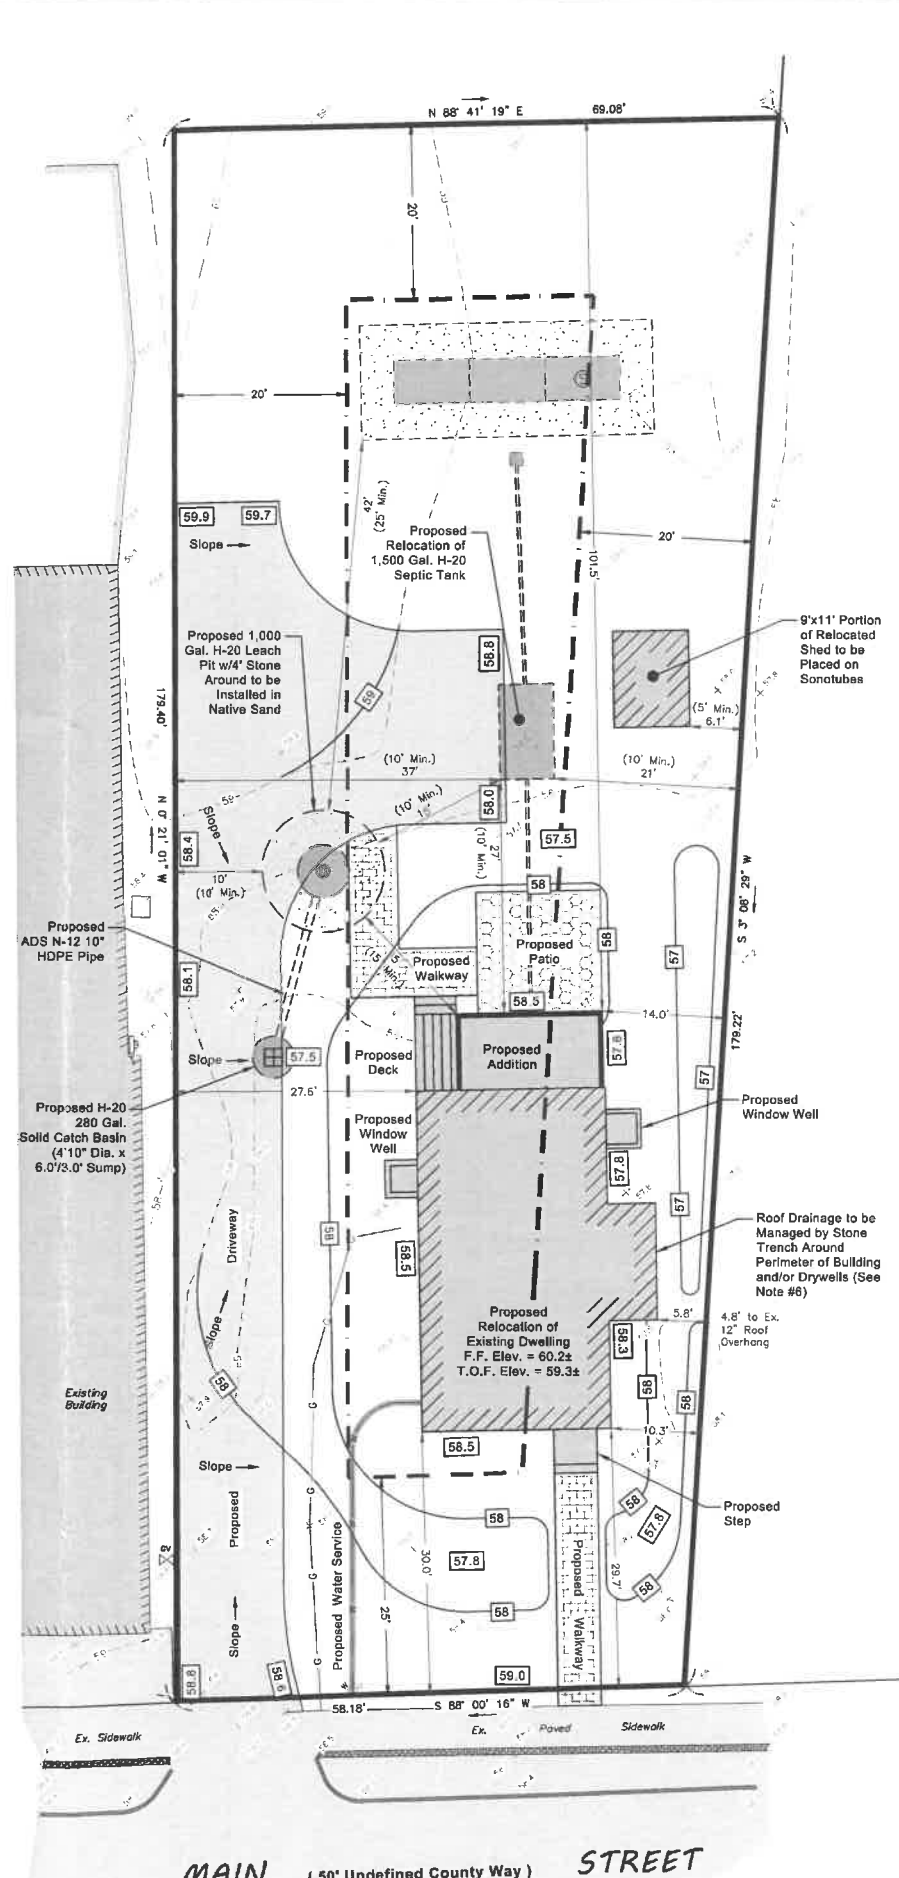 N 88° 41' 19" E
69.08'
20'
20'
42'
(25' Min.)
59.9
59.7
Slope
Proposed
Relocation of
1,500 Gal. H-20
Septic Tank
20'
101.5'
Proposed 1,000
Gal. H-20 Leach
Pit w/4' Stone
Around to be
Installed in
Native Sand
58.8
9'x11' Portion
of Relocated
Shed to be
Placed on
Sonotubes
59
179.40'
(5' Min.)
6.1'
(10' Min.)
37'
(10' Min.)
21'
N 0° 21' 01" W
59
Slope
(10' Min.)
58.0
58.4
27'
(10' Min.)
57.5
10'
(10' Min.)
58
S 3° 08' 29" W
Proposed
ADS N-12 10"
HDPE Pipe
(15' Min.)
Proposed
Walkway
Proposed
Patio
58
57
58.1
58.5
14.0'
179.22'
Slope
57.5
Proposed
Deck
Proposed
Addition
57
27.6'
Proposed H-20
280 Gal.
Solid Catch Basin
(4'10" Dia. x
6.0'/3.0' Sump)
Proposed
Window
Well
Proposed
Window Well
57.8
57
Driveway
58
58.5
Roof Drainage to be
Managed by Stone
Trench Around
Perimeter of Building
and/or Drywells (See
Note #6)
Slope
Proposed
Relocation of
Existing Dwelling
F.F. Elev. = 60.2±
T.O.F. Elev. = 59.3±
58.3
5.8'
4.8' to Ex.
12" Roof
Overhang
58
Existing
Building
58
58
G
58.5
10.3'
Slope
G
58
58
57.8
Proposed
Step
Proposed
G
Proposed Water Service
57.8
30.0'
Proposed Walkway
29.7'
58
58
25'
Slope
G
58.8
58.6
59.0
58.18'
S 88° 00' 16" W
Ex. Sidewalk
Ex. Paved Sidewalk
MAIN ( 50' Undefined County Way ) STREET